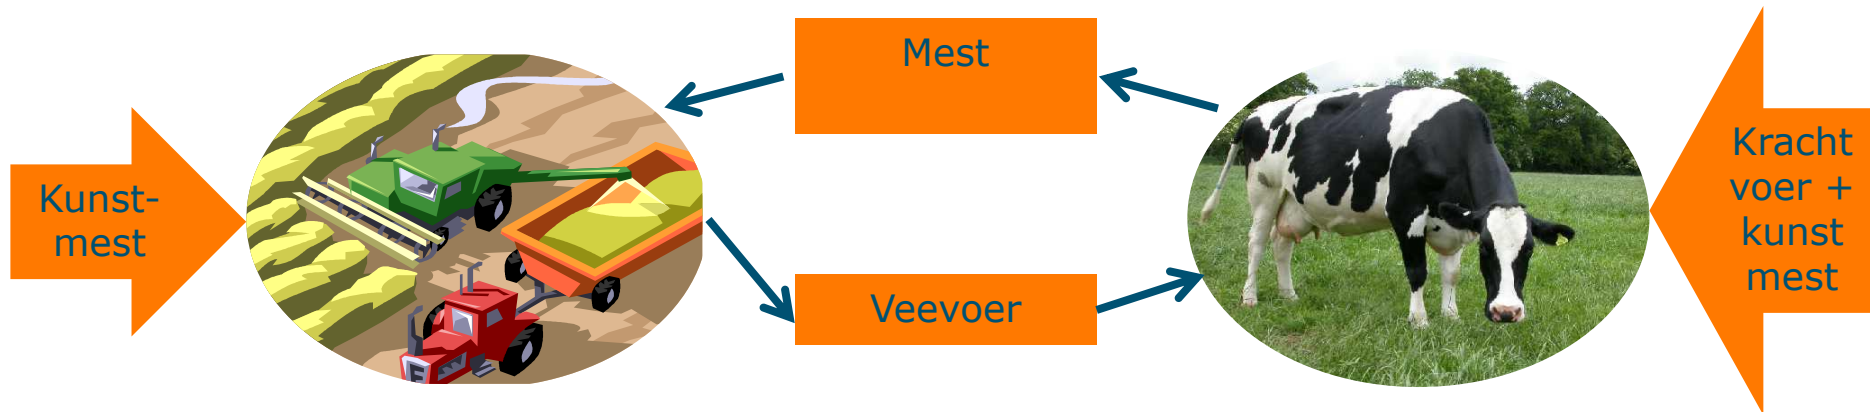 Mest
Kunst-
mest
Veevoer
Kracht
voer +
kunst
mest